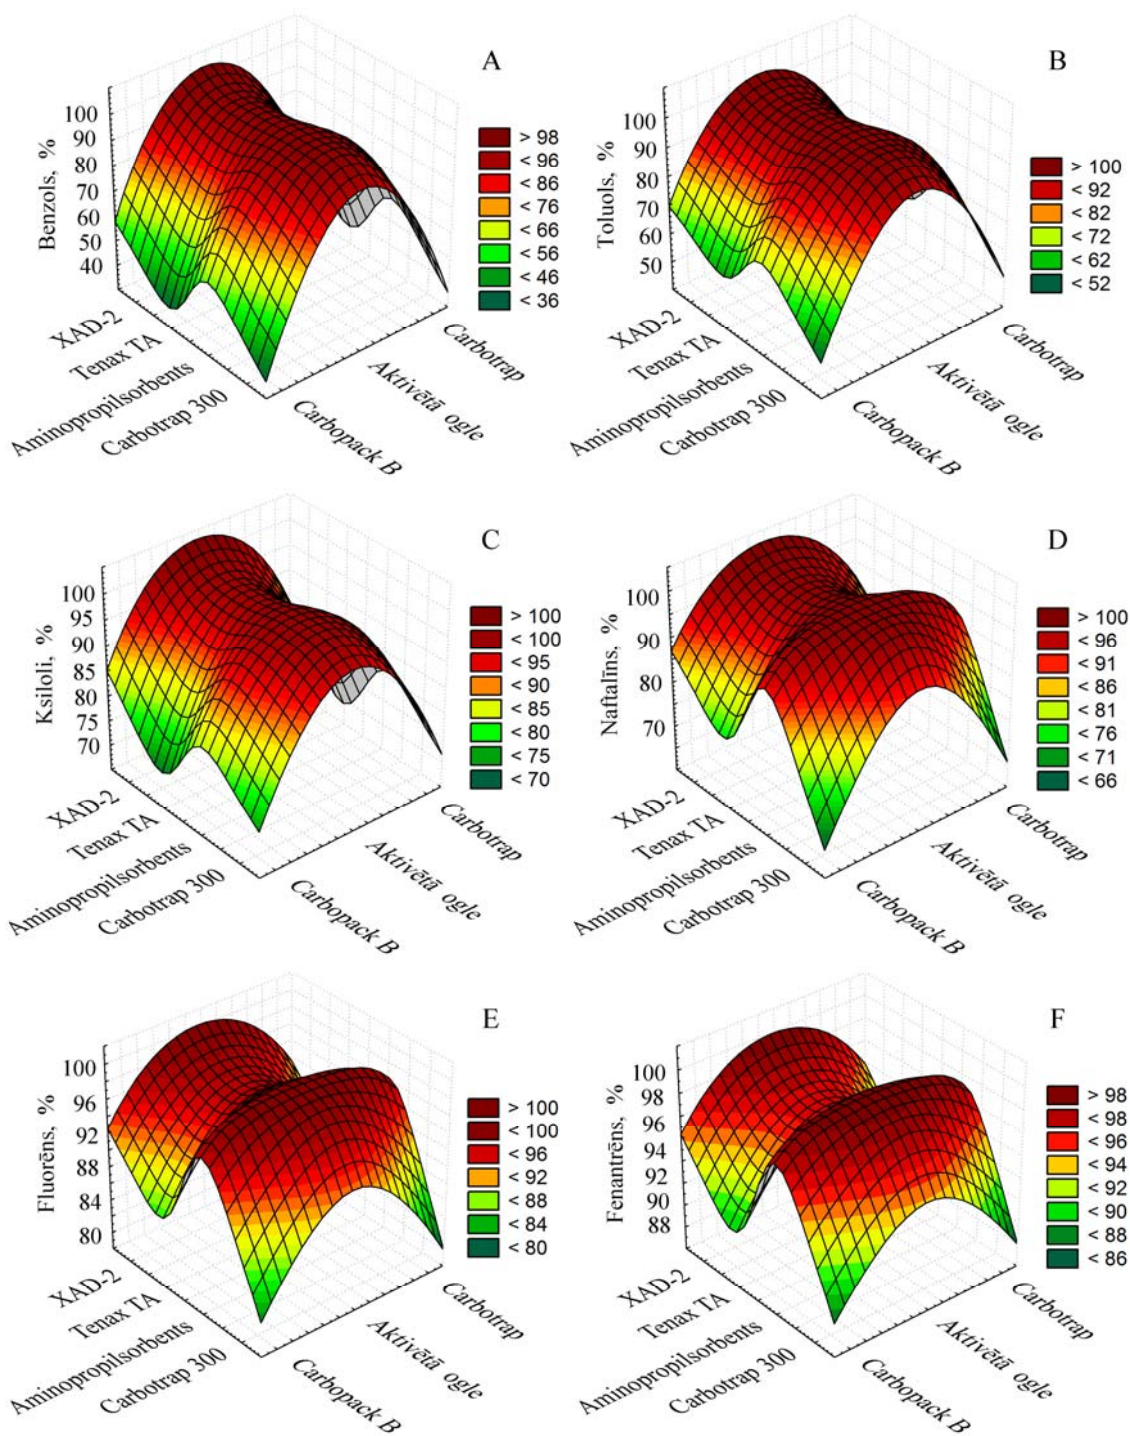 A
Benzols, %
100
90
80
70
60
50
40
> 98
< 96
< 86
< 76
< 66
< 56
< 46
< 36
XAD-2
Tenax TA
Aminopropilsorbents
Carbotrap 300
Carbopack B
Aktivētā ogle
Carbotrap
B
Toluols, %
100
90
80
70
60
50
> 100
< 92
< 82
< 72
< 62
< 52
XAD-2
Tenax TA
Aminopropilsorbents
Carbotrap 300
Carbopack B
Aktivētā ogle
Carbotrap
C
Ksiloli, %
100
95
90
85
80
75
70
> 100
< 100
< 95
< 90
< 85
< 80
< 75
< 70
XAD-2
Tenax TA
Aminopropilsorbents
Carbotrap 300
Carbopack B
Aktivētā ogle
Carbotrap
D
Naftalīns, %
100
90
80
70
> 100
< 96
< 91
< 86
< 81
< 76
< 71
< 66
XAD-2
Tenax TA
Aminopropilsorbents
Carbotrap 300
Carbopack B
Aktivētā ogle
Carbotrap
E
Fluorēns, %
100
96
92
88
84
80
> 100
< 100
< 96
< 92
< 88
< 84
< 80
XAD-2
Tenax TA
Aminopropilsorbents
Carbotrap 300
Carbopack B
Aktivētā ogle
Carbotrap
F
Fenantrēns, %
100
98
96
94
92
90
88
> 98
< 98
< 96
< 94
< 92
< 90
< 88
< 86
XAD-2
Tenax TA
Aminopropilsorbents
Carbotrap 300
Carbopack B
Aktivētā ogle
Carbotrap